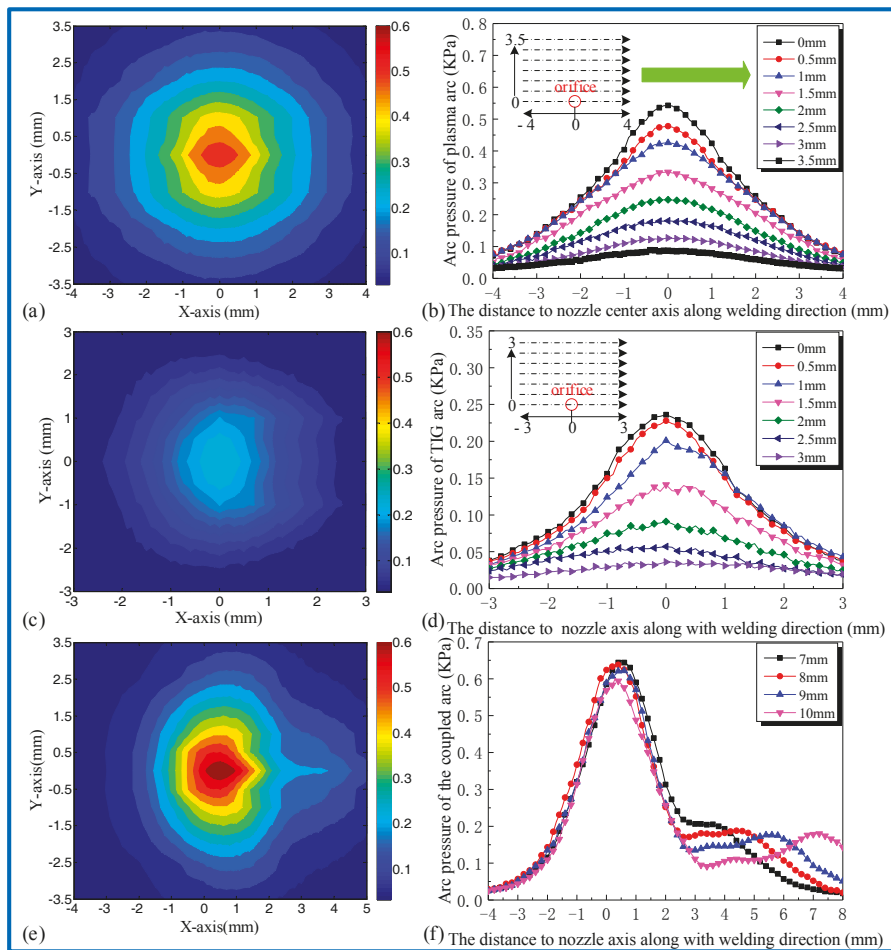 3.5
2.5
1.5
0.5
-0.5
-1.5
-2.5
-3.5
Y-axis (mm)
-4 -3 -2 -1 0 1 2 3 4
X-axis (mm)
0.6
0.5
0.4
0.3
0.2
0.1
(a)
0.8
0.7
0.6
0.5
0.4
0.3
0.2
0.1
0.0
Arc pressure of plasma arc (KPa)
3.5
0
orifice
-4 0 4
0mm
0.5mm
1mm
1.5mm
2mm
2.5mm
3mm
3.5mm
-4 -3 -2 -1 0 1 2 3 4
(b) The distance to nozzle center axis along welding direction (mm)
3
2
1
0
-1
-2
-3
Y-axis (mm)
-3 -2 -1 0 1 2 3
X-axis (mm)
0.6
0.5
0.4
0.3
0.2
0.1
(c)
0.35
0.30
0.25
0.20
0.15
0.10
0.05
0.00
Arc pressure of TIG arc (KPa)
3
0
orifice
-3 0 3
0mm
0.5mm
1mm
1.5mm
2mm
2.5mm
3mm
-3 -2 -1 0 1 2 3
(d) The distance to nozzle axis along with welding direction (mm)
3.5
2.5
1.5
0.5
-0.5
-1.5
-2.5
-3.5
Y-axis(mm)
-4 -3 -2 -1 0 1 2 3 4 5
X-axis(mm)
0.6
0.5
0.4
0.3
0.2
0.1
(e)
0.7
0.6
0.5
0.4
0.3
0.2
0.1
0.0
Arc pressure of the coupled arc (KPa)
7mm
8mm
9mm
10mm
-4 -3 -2 -1 0 1 2 3 4 5 6 7 8
(f) The distance to nozzle axis along with welding direction (mm)